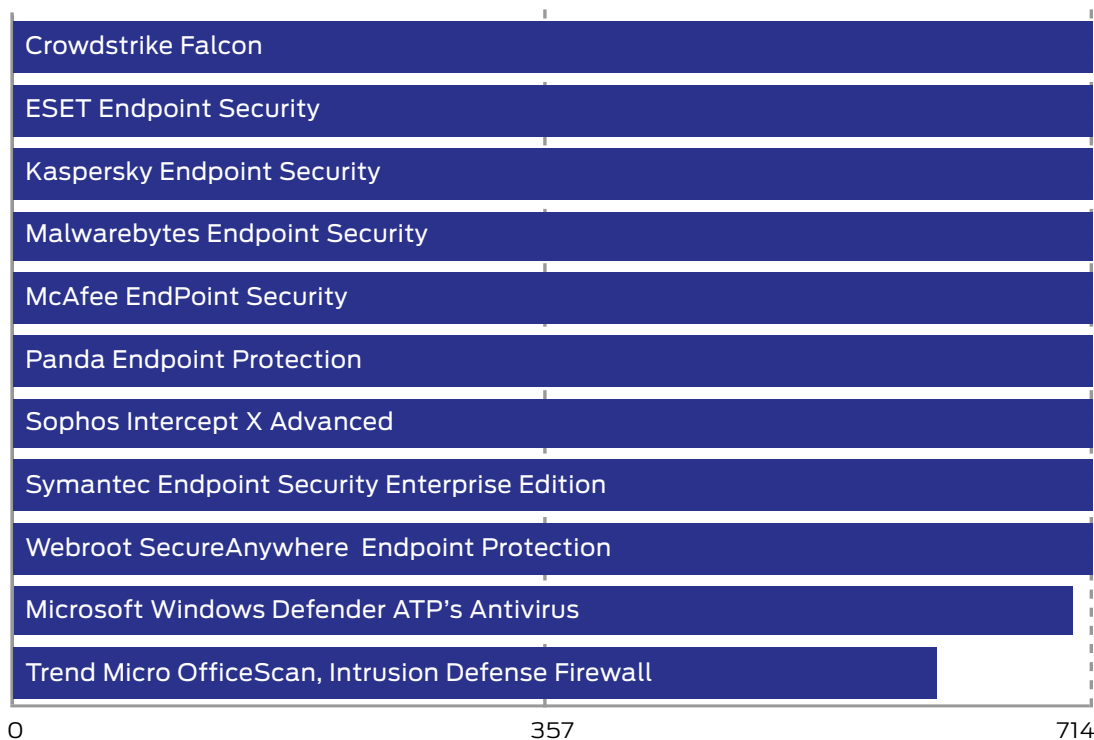 Crowdstrike Falcon
ESET Endpoint Security
Kaspersky Endpoint Security
Malwarebytes Endpoint Security
McAfee EndPoint Security
Panda Endpoint Protection
Sophos Intercept X Advanced
Symantec Endpoint Security Enterprise Edition
Webroot SecureAnywhere  Endpoint Protection
Microsoft Windows Defender ATP’s Antivirus
Trend Micro OfficeScan, Intrusion Defense Firewall
0 357 714